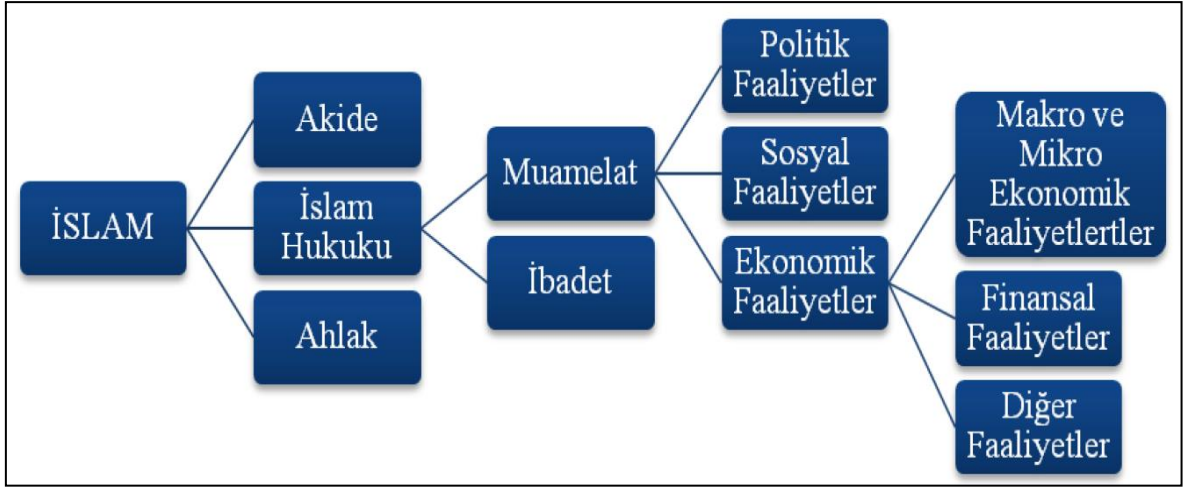 İSLAM
Akide
İslam
Hukuku
Ahlak
Muamelat
İbadet
Politik
Faaliyetler
Sosyal
Faaliyetler
Ekonomik
Faaliyetler
Makro ve
Mikro
Ekonomik
Faaliyetlertler
Finansal
Faaliyetler
Diğer
Faaliyetler